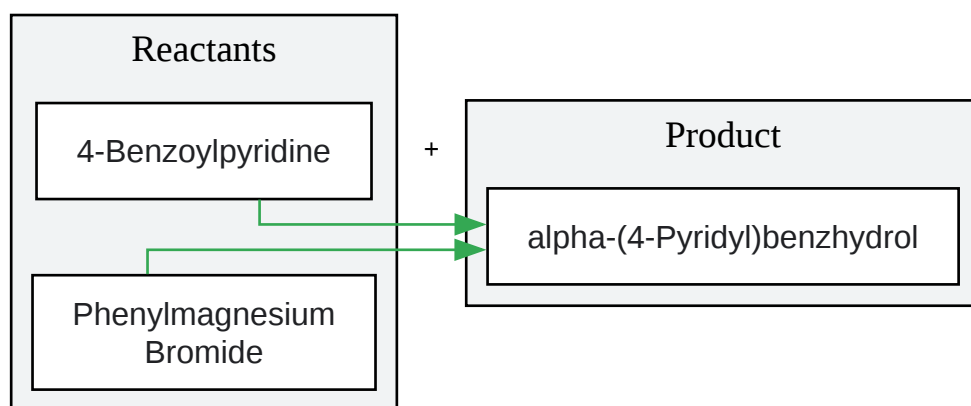 Reactants
4-Benzoylpyridine
+
Phenylmagnesium
Bromide
Product
alpha-(4-Pyridyl)benzhydrol